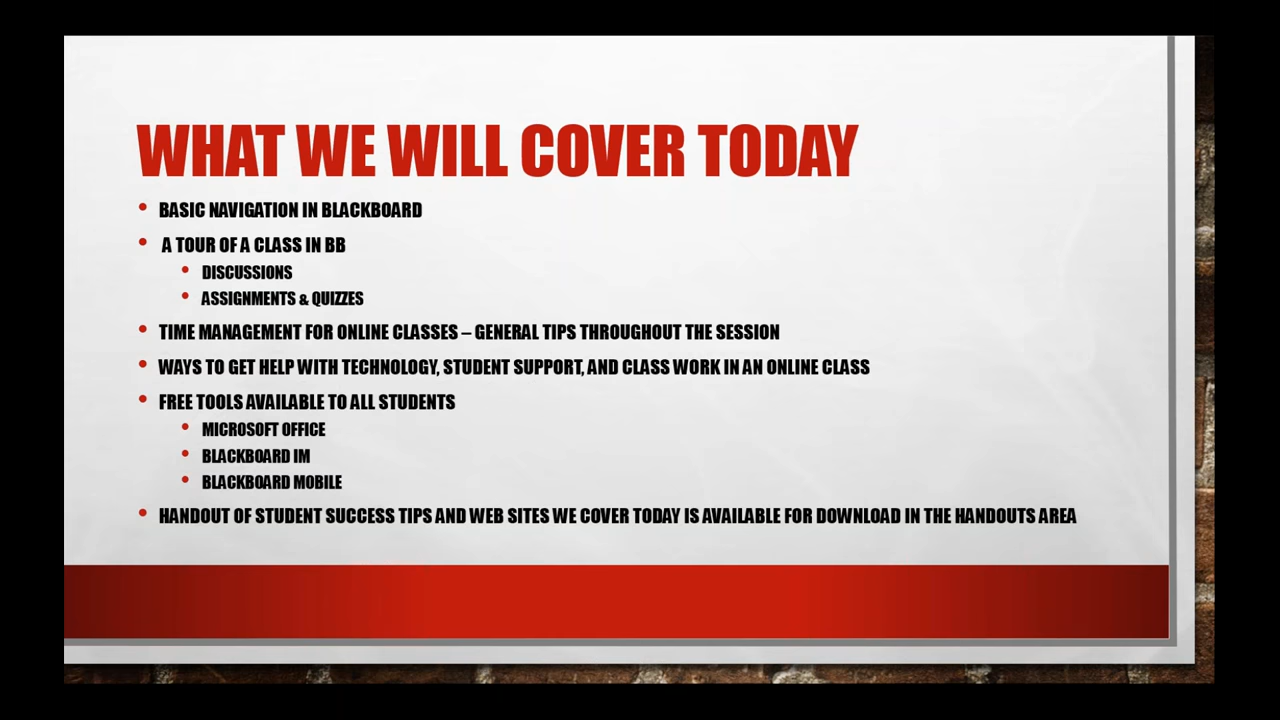 WHAT WE WILL COVER TODAY
• BASIC NAVIGATION IN BLACKBOARD
• A TOUR OF A CLASS IN BB
• DISCUSSIONS
• ASSIGNMENTS & QUIZZES
• TIME MANAGEMENT FOR ONLINE CLASSES – GENERAL TIPS THROUGHOUT THE SESSION
• WAYS TO GET HELP WITH TECHNOLOGY, STUDENT SUPPORT, AND CLASS WORK IN AN ONLINE CLASS
• FREE TOOLS AVAILABLE TO ALL STUDENTS
• MICROSOFT OFFICE
• BLACKBOARD IM
• BLACKBOARD MOBILE
• HANDOUT OF STUDENT SUCCESS TIPS AND WEB SITES WE COVER TODAY IS AVAILABLE FOR DOWNLOAD IN THE HANDOUTS AREA